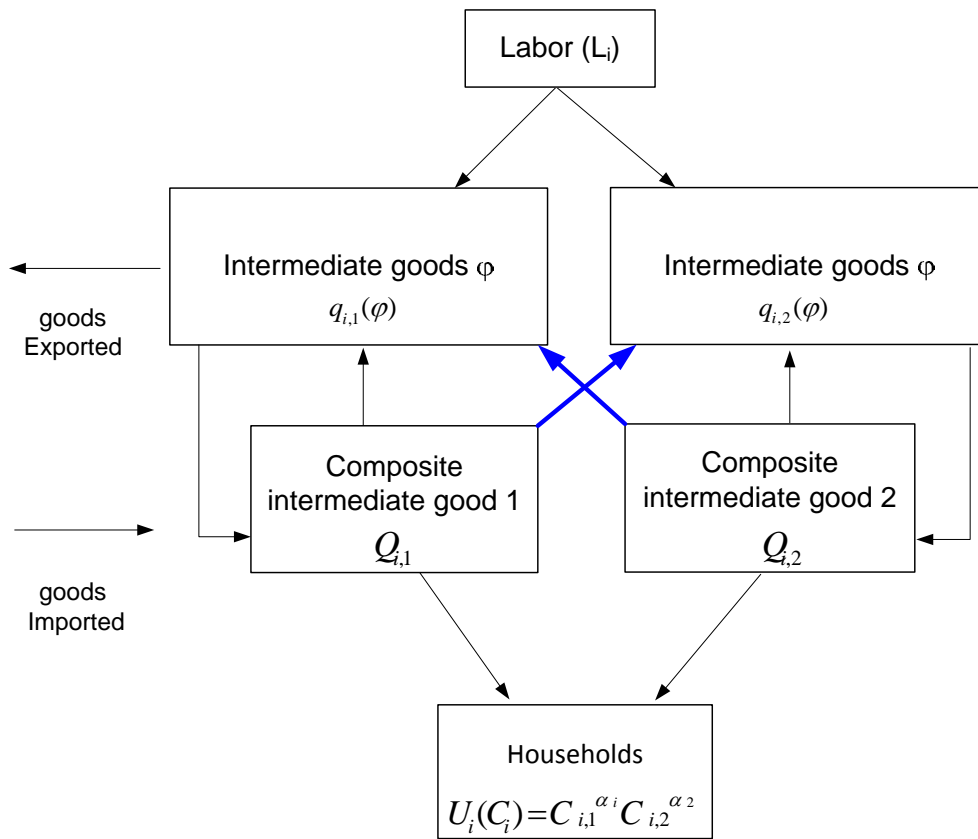 Labor (Lᵢ)
Intermediate goods φ
q_{i,1}(φ)
Intermediate goods φ
q_{i,2}(φ)
goods
Exported
Composite
intermediate good 1
Q_{i,1}
Composite
intermediate good 2
Q_{i,2}
goods
Imported
Households
U_i(C_i)=C_{i,1}^{α_i}C_{i,2}^{α_2}